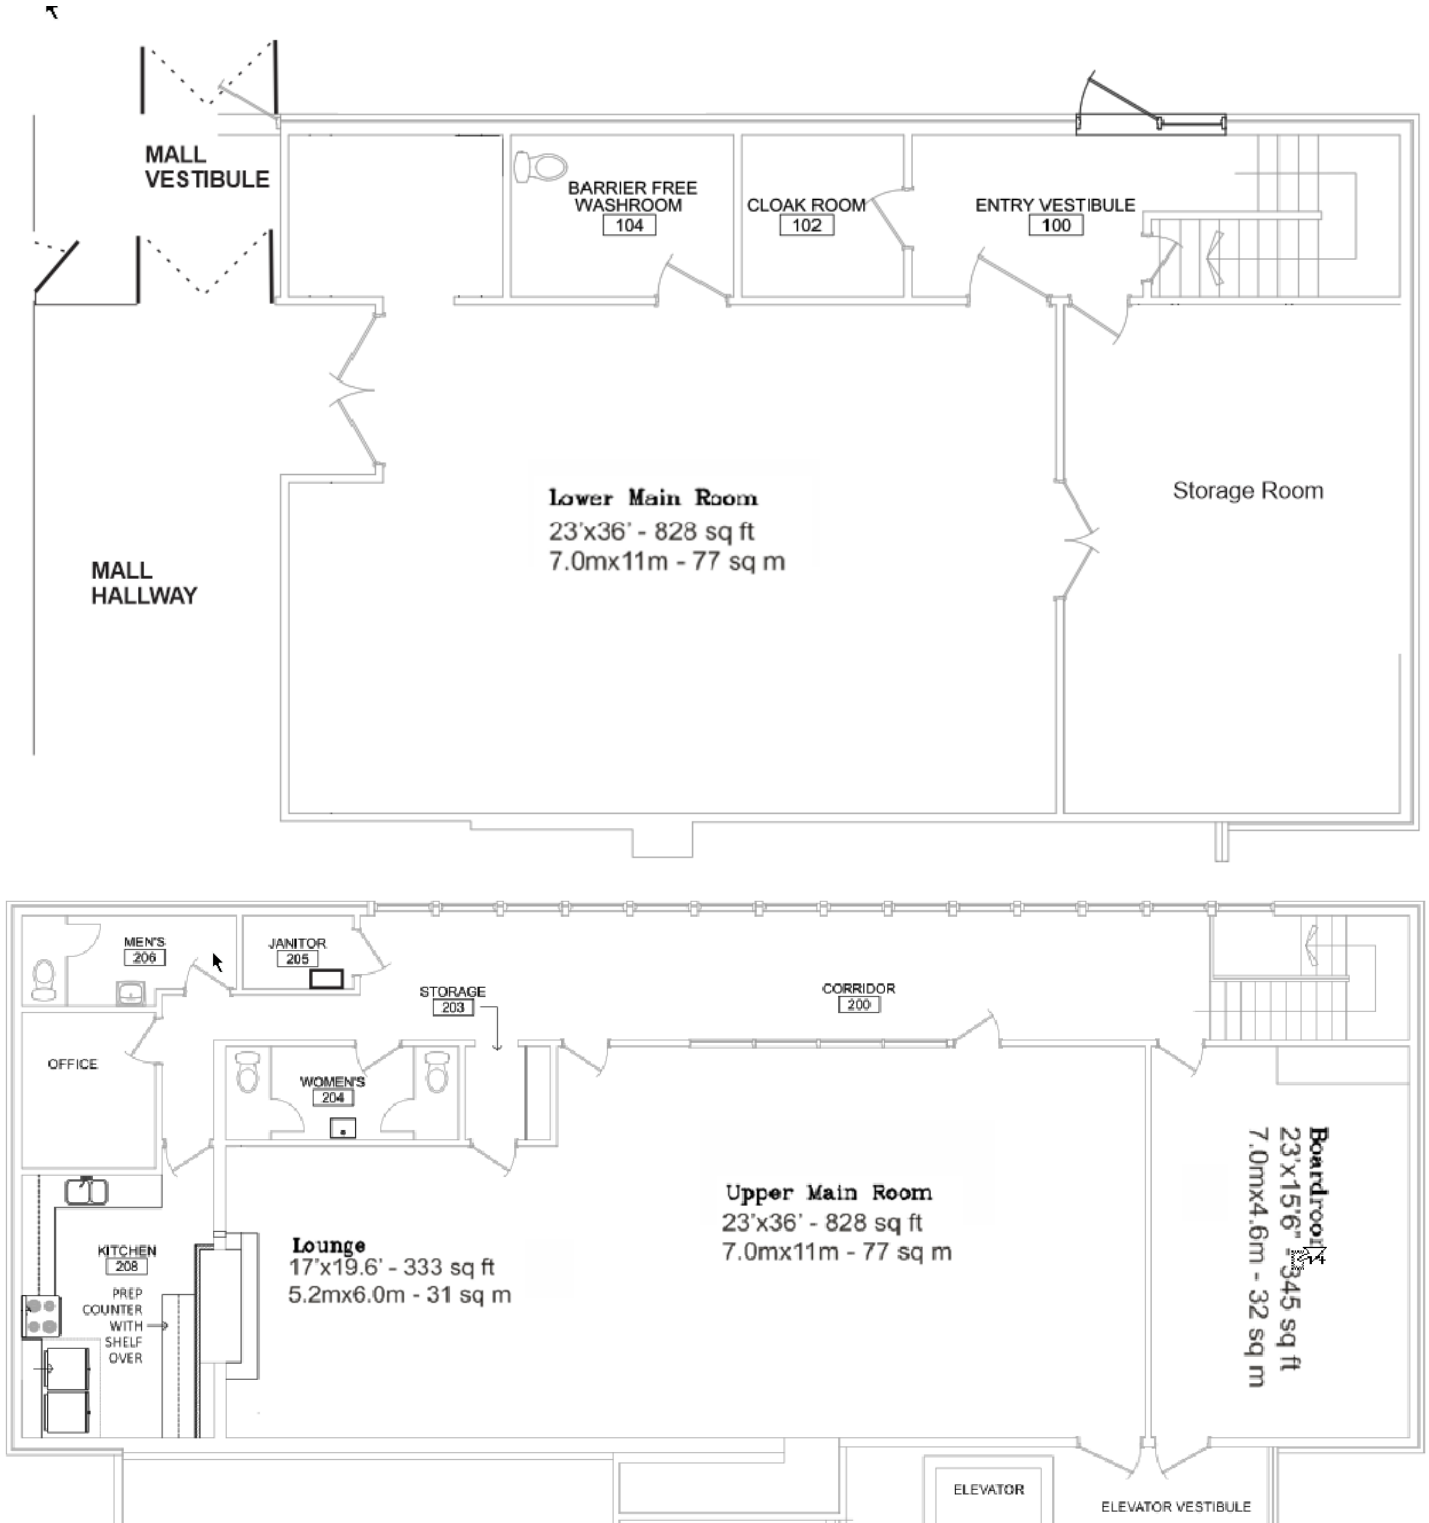 MALL
VESTIBULE
BARRIER FREE
WASHROOM
104
CLOAK ROOM
102
ENTRY VESTIBULE
100
Lower Main Room
23'x36' - 828 sq ft
7.0mx11m - 77 sq m
Storage Room
MALL
HALLWAY
MEN'S
206
JANITOR
205
STORAGE
203
CORRIDOR
200
OFFICE
WOMEN'S
204
Upper Main Room
23'x36' - 828 sq ft
7.0mx11m - 77 sq m
Boardroom
23'x15'6" - 345 sq ft
7.0mx4.6m - 32 sq m
Lounge
17'x19.6' - 333 sq ft
5.2mx6.0m - 31 sq m
KITCHEN
208
PREP
COUNTER
WITH
SHELF
OVER
ELEVATOR
ELEVATOR VESTIBULE